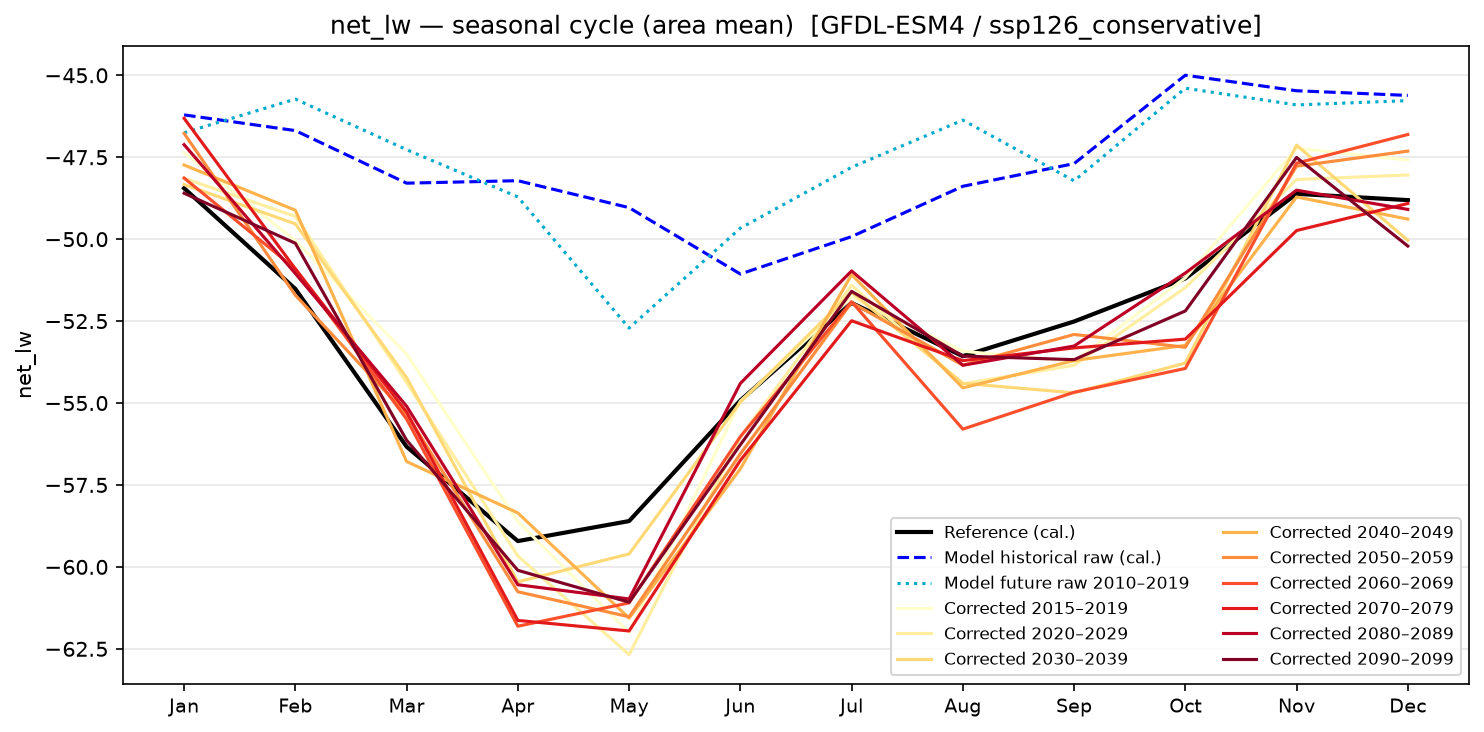 net_lw — seasonal cycle (area mean)  [GFDL-ESM4 / ssp126_conservative]
−45.0
−47.5
−50.0
−52.5
−55.0
−57.5
−60.0
−62.5
net_lw
Jan Feb Mar Apr May Jun Jul Aug Sep Oct Nov Dec
Reference (cal.)
Model historical raw (cal.)
Model future raw 2010–2019
Corrected 2015–2019
Corrected 2020–2029
Corrected 2030–2039
Corrected 2040–2049
Corrected 2050–2059
Corrected 2060–2069
Corrected 2070–2079
Corrected 2080–2089
Corrected 2090–2099